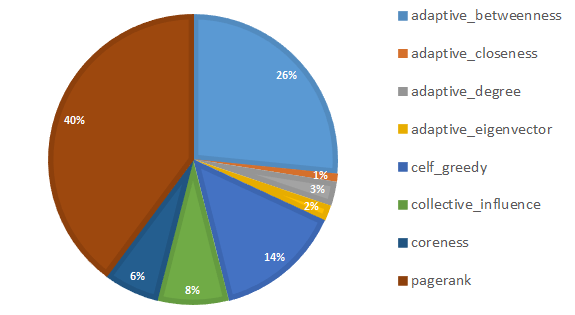 26%
1%
3%
2%
14%
8%
6%
40%
adaptive_betweenness
adaptive_closeness
adaptive_degree
adaptive_eigenvector
celf_greedy
collective_influence
coreness
pagerank